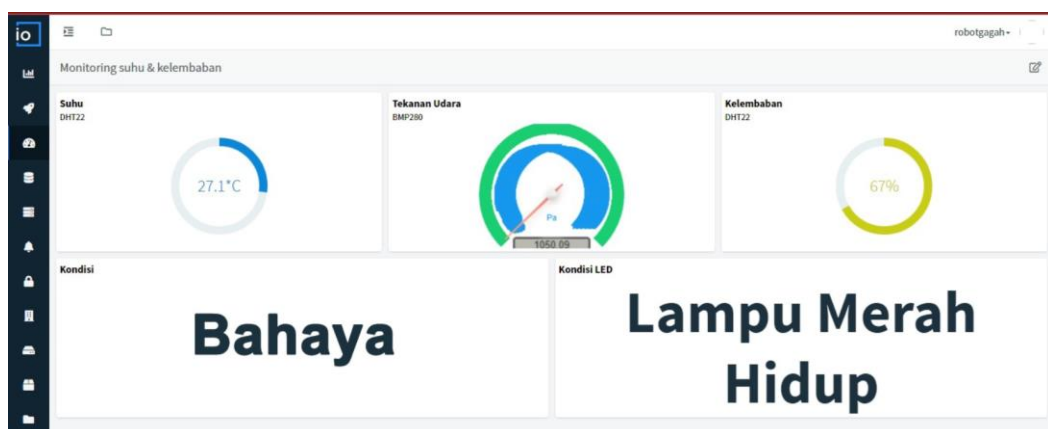 io
robotgagah
Monitoring suhu & kelembaban
Suhu
DHT22
27.1°C
Tekanan Udara
BMP280
Pa
1050.09
Kelembaban
DHT22
67%
Kondisi
Bahaya
Kondisi LED
Lampu Merah
Hidup